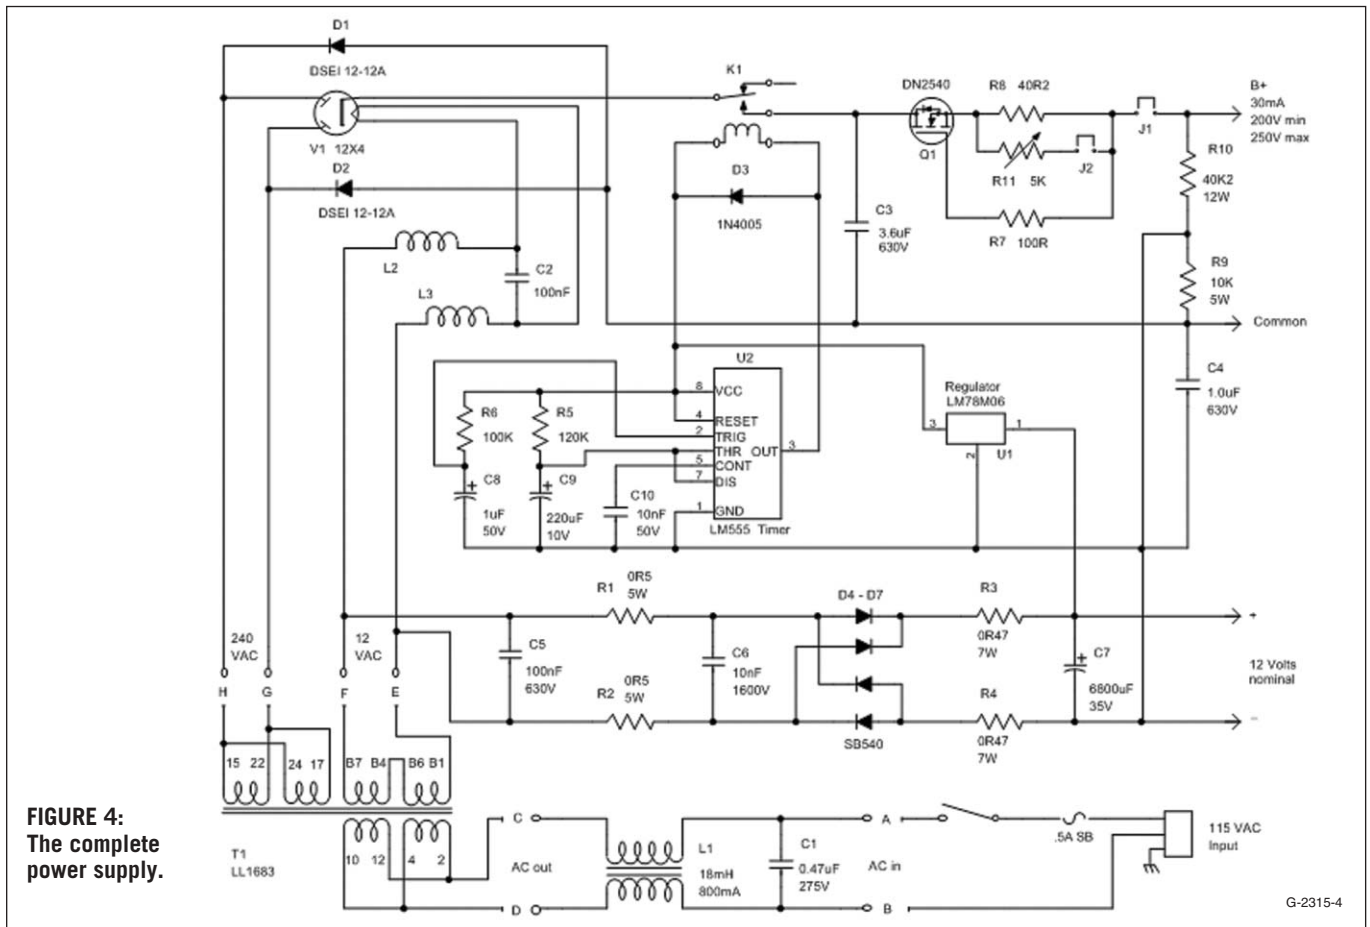 D1
DSEI 12-12A
V1 12X4
D2
DSEI 12-12A
L2
L3
C2
100nF
K1
D3
1N4005
C3
3.6uF
630V
DN2540
Q1
R8 40R2
R11 5K
J2
R7 100R
J1
B+
30mA
200V min
250V max
R10
40K2
12W
R9
10K
5W
Common
C4
1.0uF
630V
U2
8 VCC
4 RESET
2 TRIG
THR OUT 3
5 CONT
7 DIS
1 GND
LM555 Timer
R6
100K
R5
120K
C8
+
1uF
50V
C9
+
220uF
10V
C10
10nF
50V
Regulator
LM78M06
3
1
2
U1
240
VAC
12
VAC
H
G
F
E
C5
100nF
630V
R1
0R5
5W
R2
0R5
5W
C6
10nF
1600V
D4 - D7
SB540
R3
0R47
7W
R4
0R47
7W
+
C7
6800uF
35V
+
12 Volts
nominal
-
15 22 24 17 B7 B4 B6 B1
10 12 4 2
T1
LL1683
C
AC out
D
L1
18mH
800mA
C1
0.47uF
275V
A
AC in
B
.5A SB
115 VAC
Input
FIGURE 4:
The complete
power supply.
G-2315-4